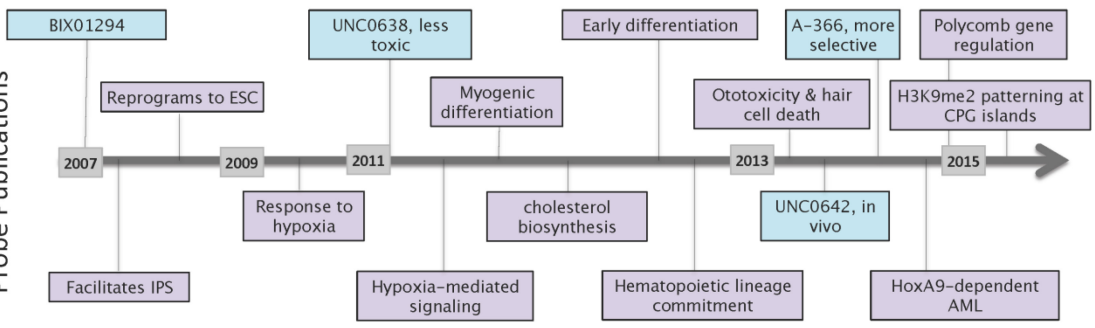 BIX01294
UNC0638, less
toxic
Early differentiation
A-366, more
selective
Polycomb gene
regulation
Reprograms to ESC
Myogenic
differentiation
Ototoxicity & hair
cell death
H3K9me2 patterning at
CPG islands
2007
2009
2011
2013
2015
Response to
hypoxia
cholesterol
biosynthesis
UNC0642, in
vivo
Facilitates IPS
Hypoxia-mediated
signaling
Hematopoietic lineage
commitment
HoxA9-dependent
AML
Probe Publications